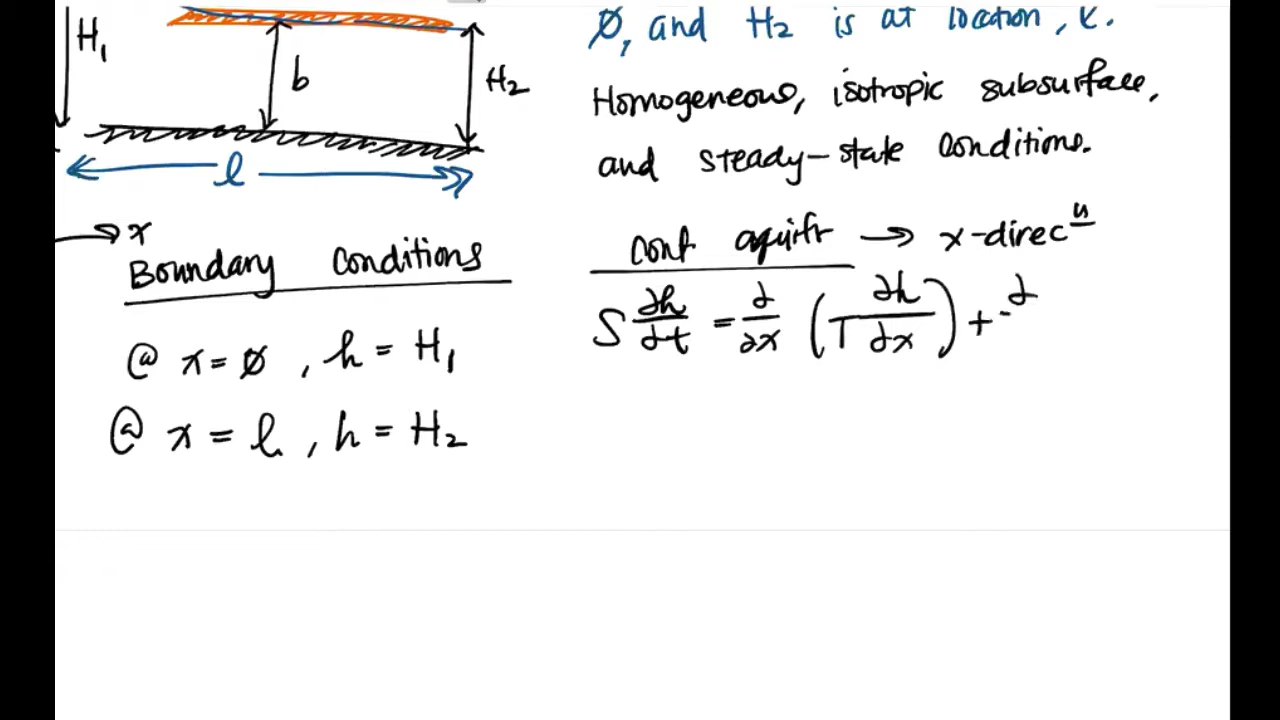 H₁
b
H₂
l
x
Boundary Conditions
@ x = ∅ , h = H₁
@ x = l , h = H₂
∅, and H₂ is at location, l.
Homogeneous, isotropic subsurface,
and steady-state conditions.
Conf aquifr → x-direcⁿ
S ∂h/∂t = ∂/∂x (T ∂h/∂x) + ∂